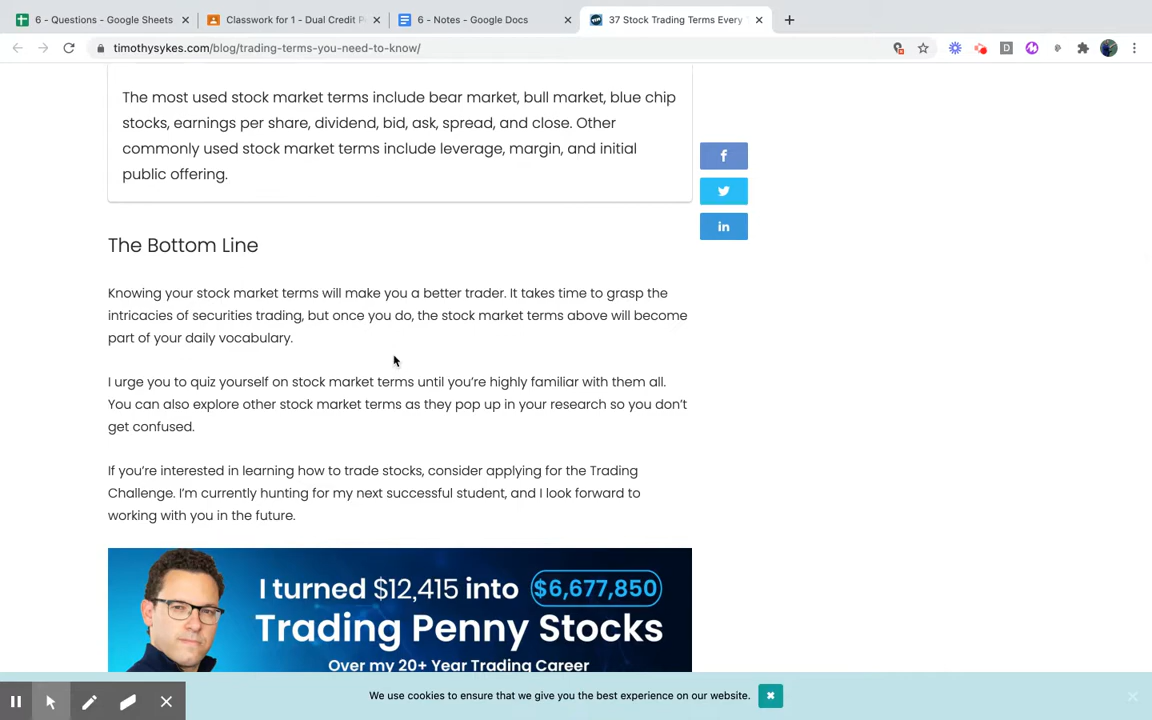 6 - Questions - Google Sheets
Classwork for 1 - Dual Credit P
6 - Notes - Google Docs
37 Stock Trading Terms Every
timothysykes.com/blog/trading-terms-you-need-to-know/
The most used stock market terms include bear market, bull market, blue chip
stocks, earnings per share, dividend, bid, ask, spread, and close. Other
commonly used stock market terms include leverage, margin, and initial
public offering.
f
in
The Bottom Line
Knowing your stock market terms will make you a better trader. It takes time to grasp the
intricacies of securities trading, but once you do, the stock market terms above will become
part of your daily vocabulary.
I urge you to quiz yourself on stock market terms until you're highly familiar with them all.
You can also explore other stock market terms as they pop up in your research so you don't
get confused.
If you're interested in learning how to trade stocks, consider applying for the Trading
Challenge. I'm currently hunting for my next successful student, and I look forward to
working with you in the future.
I turned $12,415 into $6,677,850
Trading Penny Stocks
Over my 20+ Year Trading Career
We use cookies to ensure that we give you the best experience on our website.